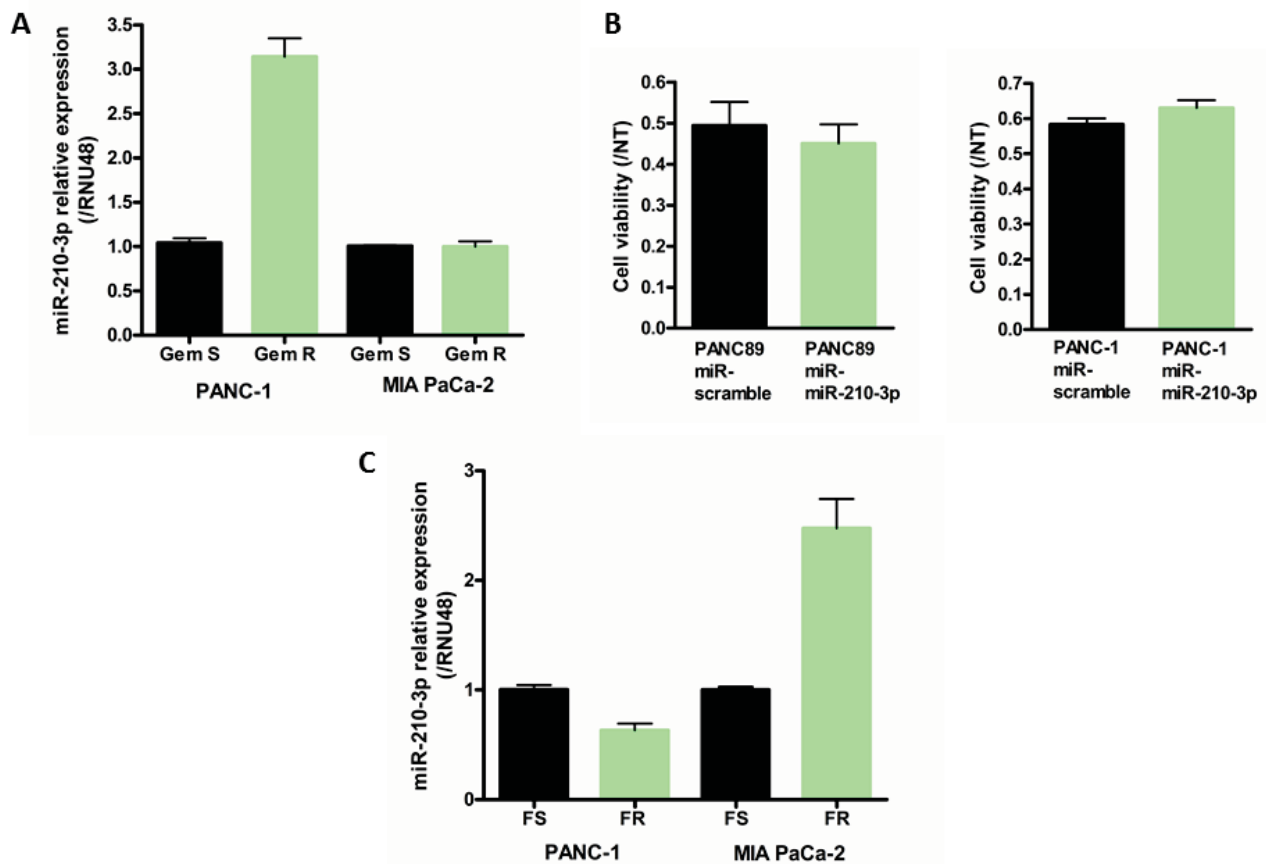 A
miR-210-3p relative expression
(/RNU48)
3.5
3.0
2.5
2.0
1.5
1.0
0.5
0.0
Gem S
Gem R
Gem S
Gem R
PANC-1
MIA PaCa-2
B
Cell viability (/NT)
0.6
0.5
0.4
0.3
0.2
0.1
0.0
PANC89
miR-
scramble
PANC89
miR-
miR-210-3p
Cell viability (/NT)
0.7
0.6
0.5
0.4
0.3
0.2
0.1
0.0
PANC-1
miR-
scramble
PANC-1
miR-
miR-210-3p
C
miR-210-3p relative expression
(/RNU48)
3
2
1
0
FS
FR
FS
FR
PANC-1
MIA PaCa-2